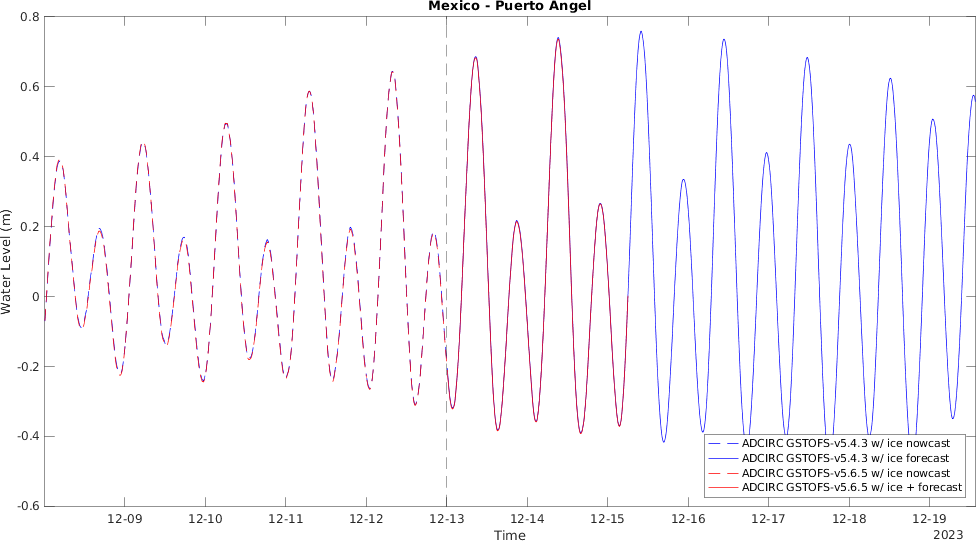 Mexico - Puerto Angel
0.8
0.6
0.4
0.2
0
-0.2
-0.4
-0.6
Water Level (m)
ADCIRC GSTOFS-v5.4.3 w/ ice nowcast
ADCIRC GSTOFS-v5.4.3 w/ ice forecast
ADCIRC GSTOFS-v5.6.5 w/ ice nowcast
ADCIRC GSTOFS-v5.6.5 w/ ice + forecast
12-09 12-10 12-11 12-12 12-13 12-14 12-15 12-16 12-17 12-18 12-19
Time
2023